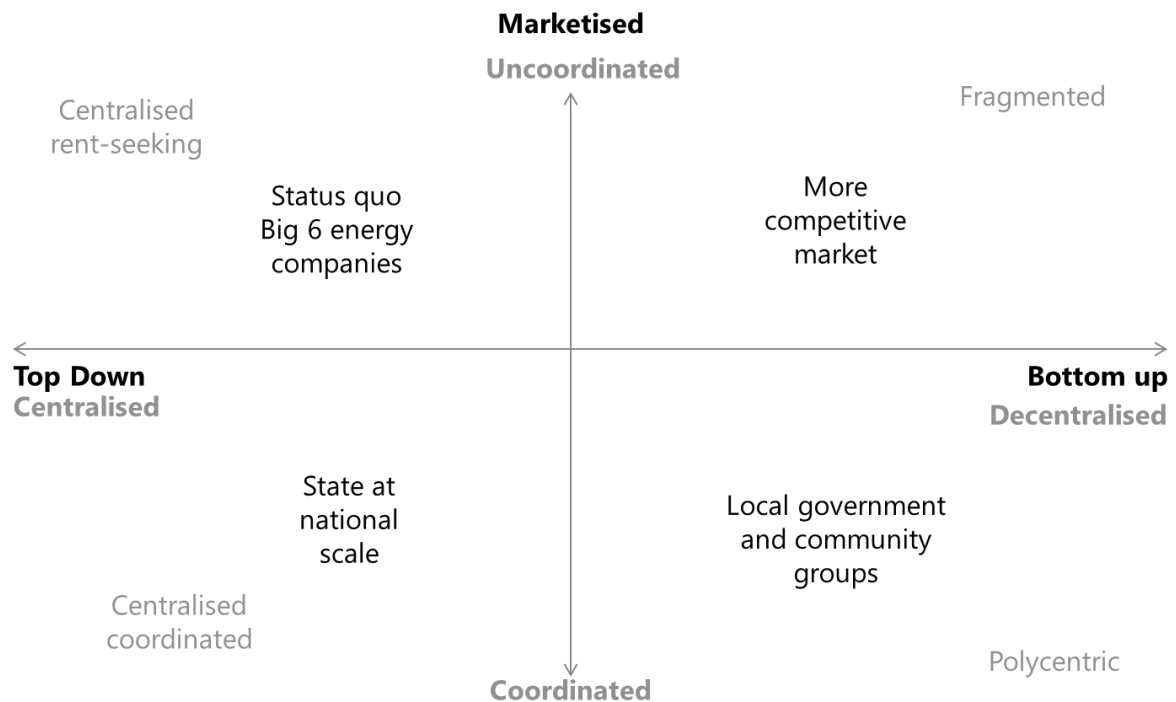 Marketised
Uncoordinated
Centralised
rent-seeking
Fragmented
Status quo
Big 6 energy
companies
More
competitive
market
Top Down
Centralised
Bottom up
Decentralised
State at
national
scale
Local government
and community
groups
Centralised
coordinated
Polycentric
Coordinated